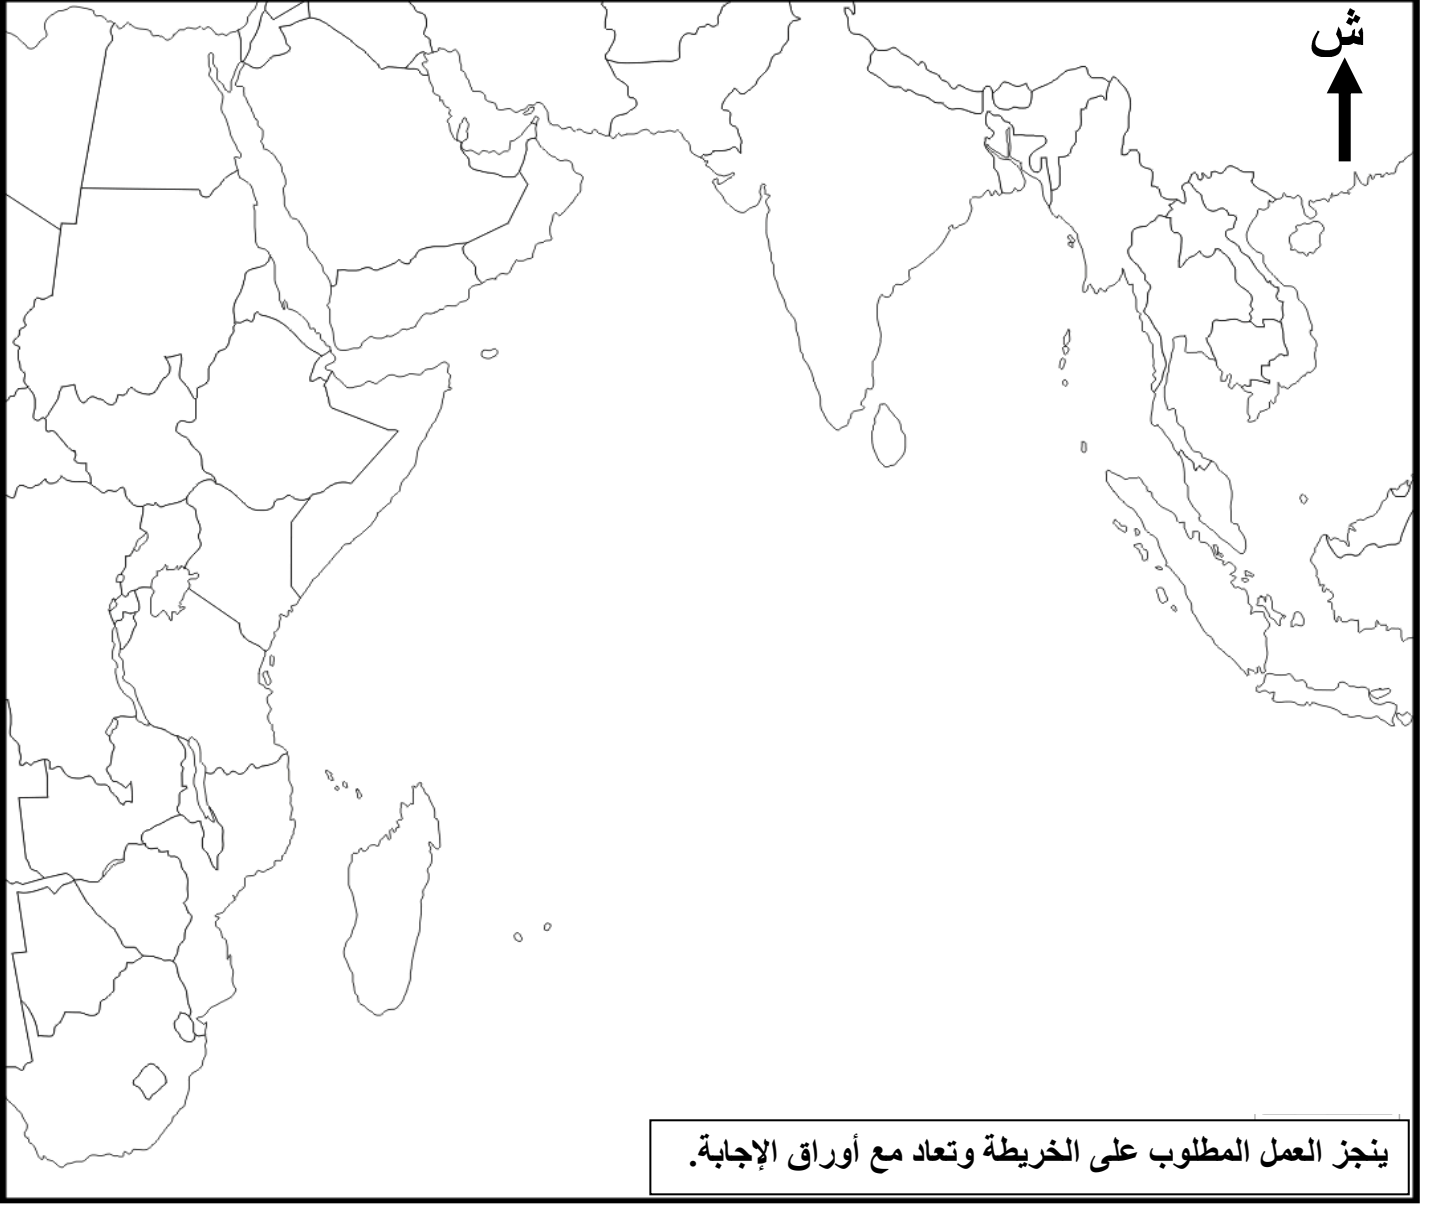 ش
ينجز العمل المطلوب على الخريطة وتعاد مع أوراق الإجابة.